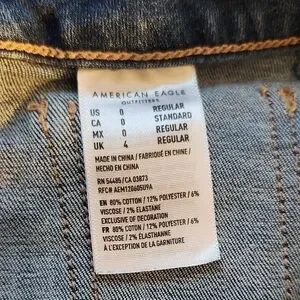 AMERICAN EAGLE
OUTFITTERS
US 0 REGULAR
CA 0 STANDARD
MX 0 REGULAR
UK 4 REGULAR
MADE IN CHINA / FABRIQUÉ EN CHINE /
HECHO EN CHINA
RN 54485/CA 03873
RFC# AEM120605U9A
EN 80% COTTON / 12% POLYESTER / 6%
VISCOSE / 2% ELASTANE
EXCLUSIVE OF DECORATION
FR 80% COTON / 12% POLYESTER / 6%
VISCOSE / 2% ÉLASTHANNE
À L'EXCEPTION DE LA GARNITURE